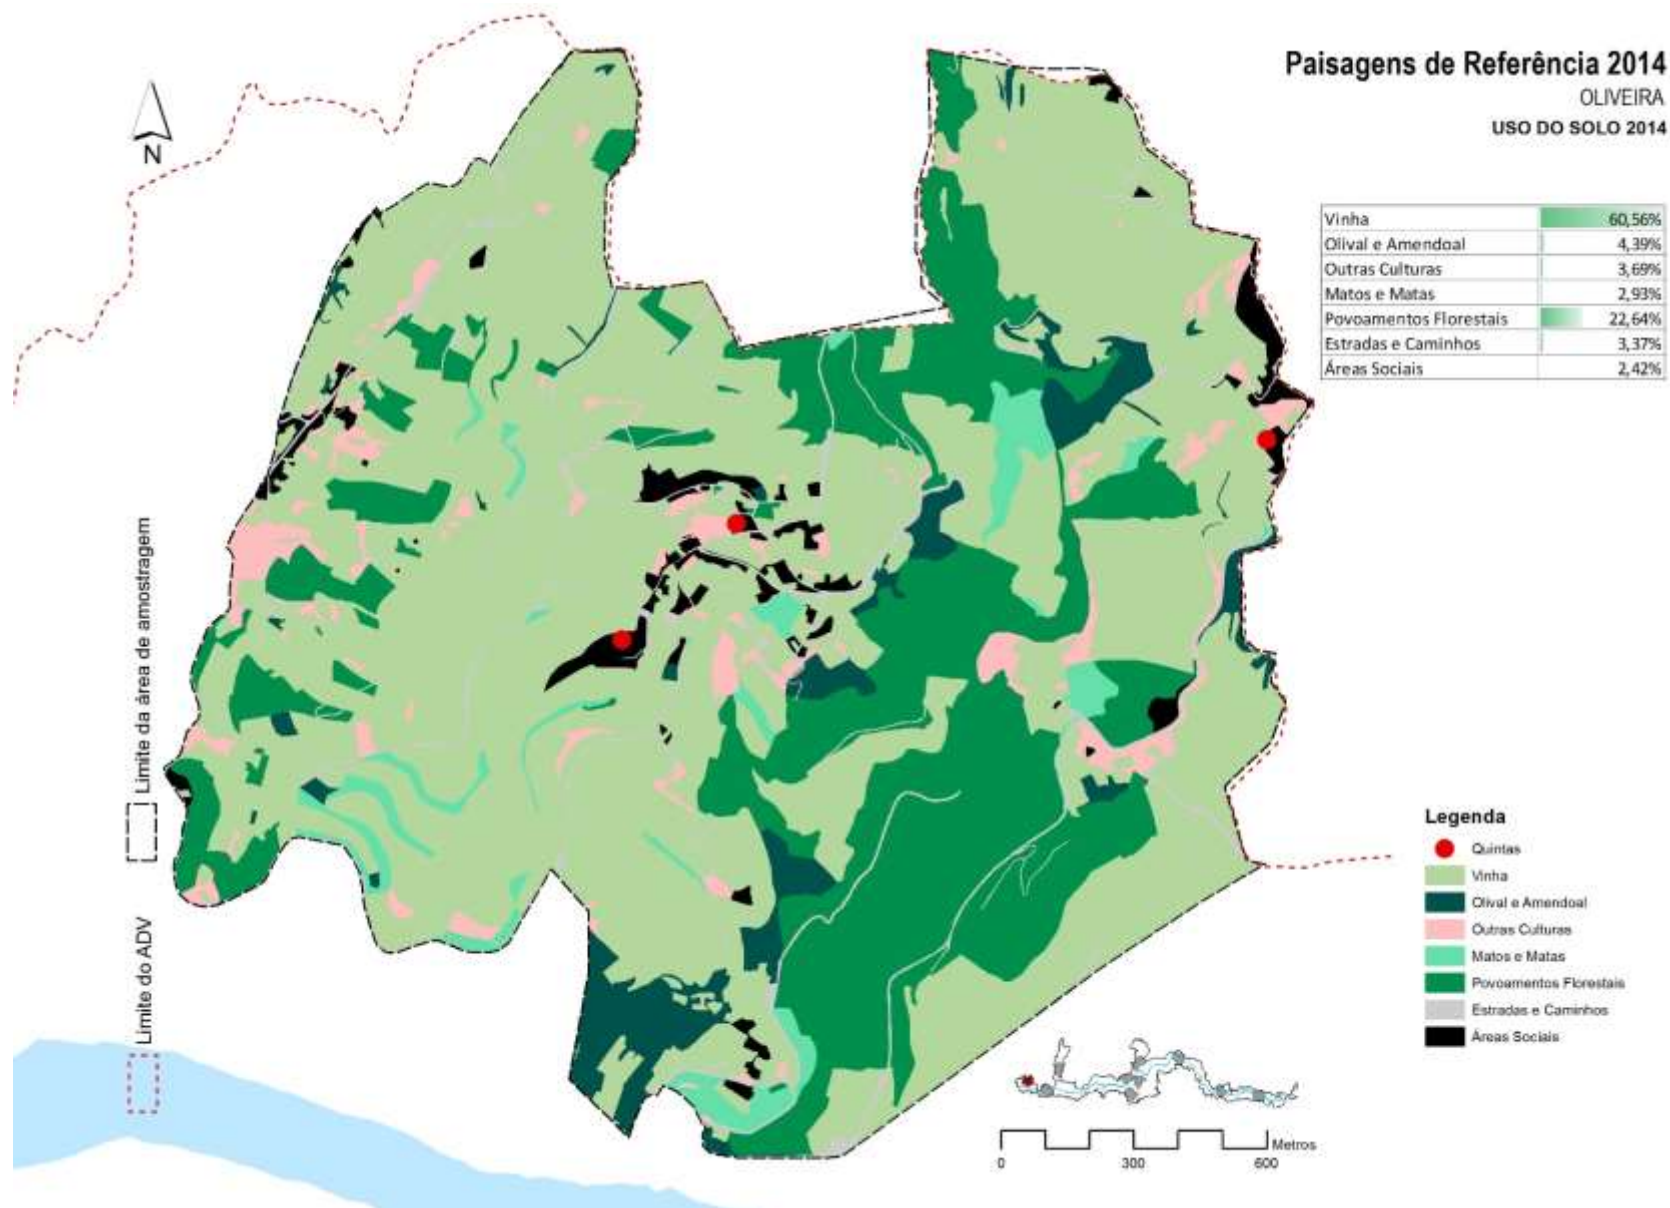 Paisagens de Referência 2014
OLIVEIRA
USO DO SOLO 2014
N
Vinha 60,56%
Olival e Amendoal 4,39%
Outras Culturas 3,69%
Matos e Matas 2,93%
Povoamentos Florestais 22,64%
Estradas e Caminhos 3,37%
Áreas Sociais 2,42%
Limite da área de amostragem
Limite do ADV
Legenda
Quintas
Vinha
Olival e Amendoal
Outras Culturas
Matos e Matas
Povoamentos Florestais
Estradas e Caminhos
Áreas Sociais
Metros
0 300 600